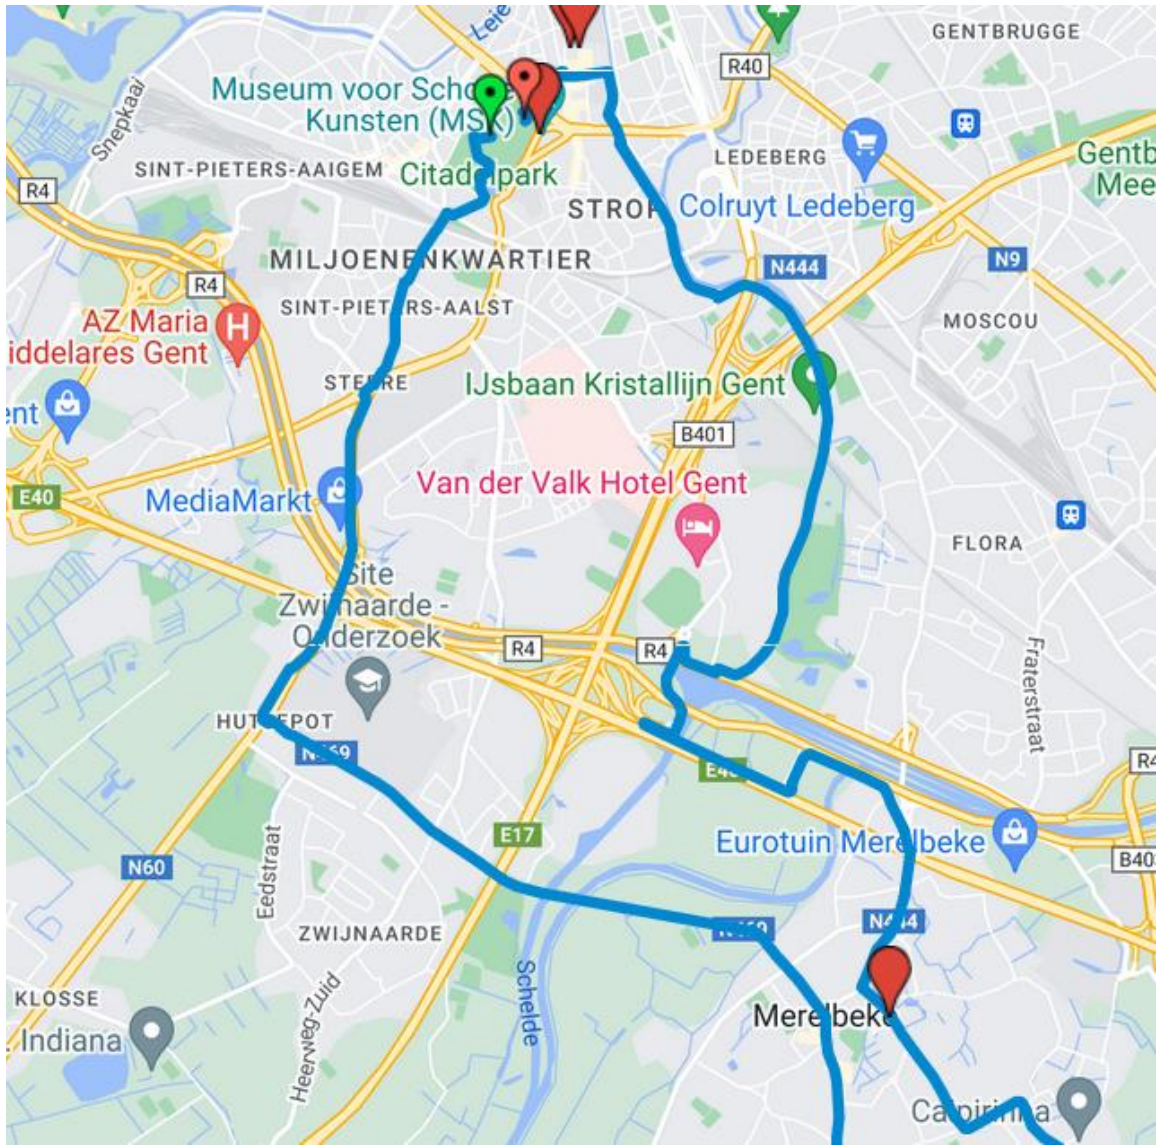 Leie
GENTBRUGGE
R40
Museum voor Scho
Kunsten (MSK)
Snepkaai
SINT-PIETERS-AAIGEM
LEDEBERG
Gentb
Mee
R4
Citadelpark
STROP
Colruyt Ledeberg
MILJOENENKWARTIER
N444
N9
R4
SINT-PIETERS-AALST
AZ Maria
iddelares Gent
MOSCOU
STERRE
IJsbaan Kristallijn Gent
ent
B401
E40
MediaMarkt
Van der Valk Hotel Gent
FLORA
Site
Zwijnaarde -
Onderzoek
R4
R4
Fraterstraat
HUTSEPOT
R4
E17
Eurotuin Merelbeke
B403
N60
Eedstraat
ZWIJNAARDE
N444
Schelde
KLOSSE
Heerweg-Zuid
Merelbeke
Indiana
Caipirinha